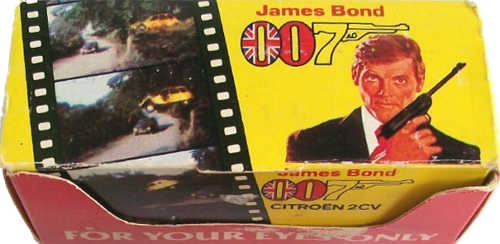 James Bond
007
James Bond
007
CITROËN 2CV
FOR YOUR EYES ONLY